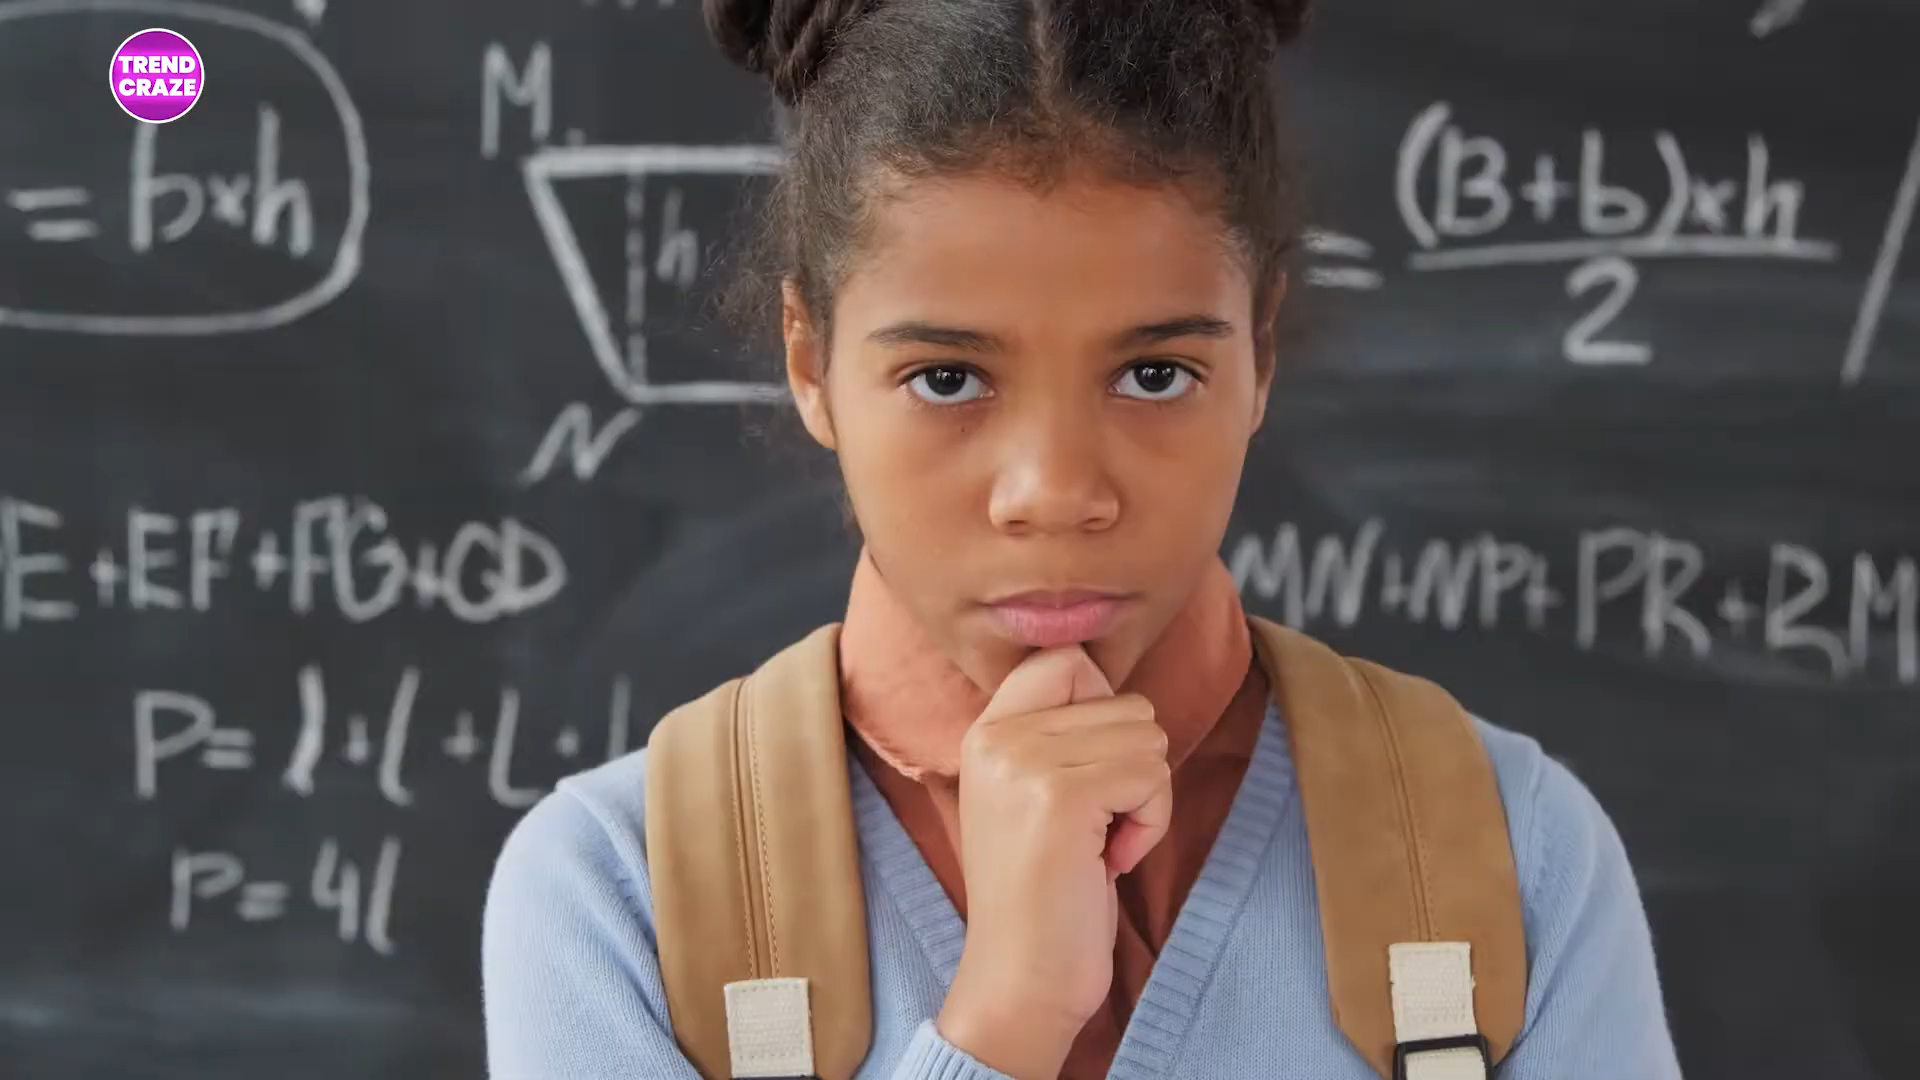 TREND
CRAZE
= b×h
M
h
N
= (B+b)×h
2
E+EF+FG+GD
MN+NP+PR+RM
P= l+l+l+l
P=4l